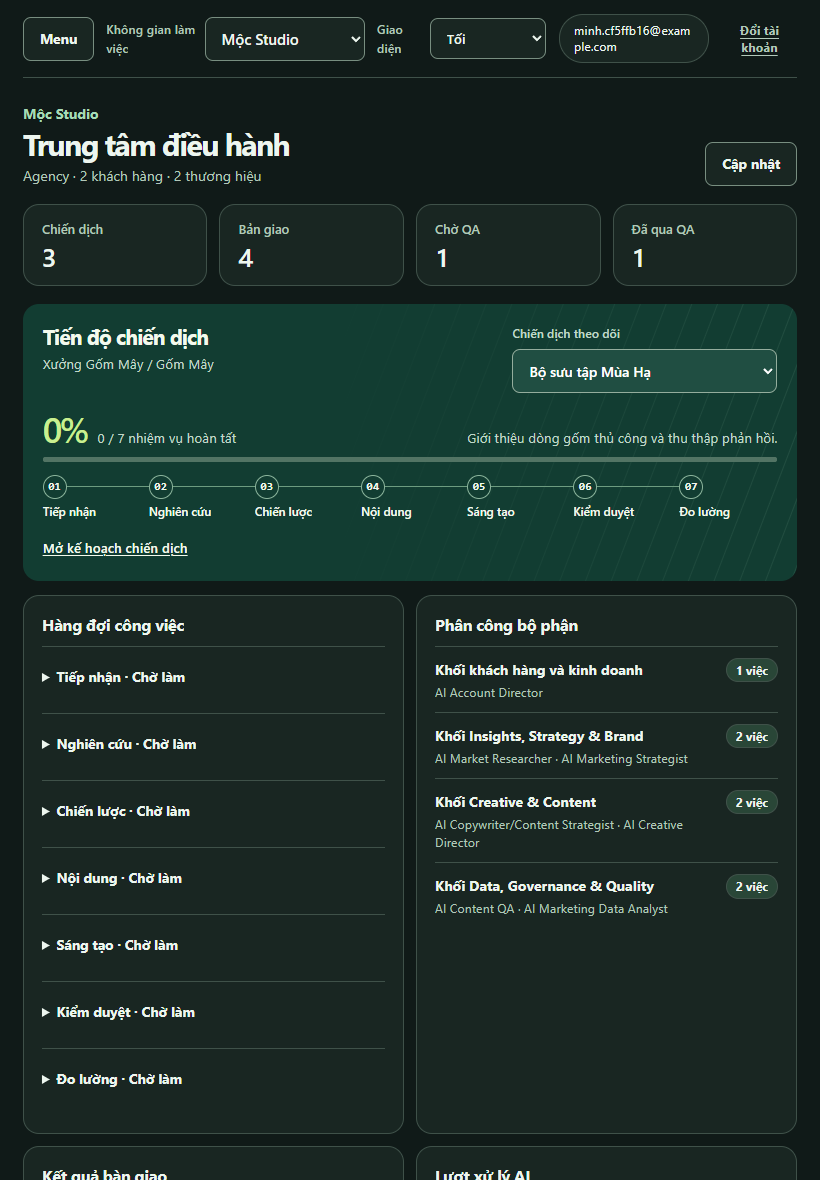 Menu
Không gian làm
việc
Mộc Studio
Giao
diện
Tối
minh.cf5ffb16@exam
ple.com
Đổi tài
khoản
Mộc Studio
Trung tâm điều hành
Agency · 2 khách hàng · 2 thương hiệu
Cập nhật
Chiến dịch
3
Bàn giao
4
Chờ QA
1
Đã qua QA
1
Tiến độ chiến dịch
Xưởng Gốm Mây / Gốm Mây
Chiến dịch theo dõi
Bộ sưu tập Mùa Hạ
0% 0 / 7 nhiệm vụ hoàn tất
Giới thiệu dòng gốm thủ công và thu thập phản hồi.
01 02 03 04 05 06 07
Tiếp nhận Nghiên cứu Chiến lược Nội dung Sáng tạo Kiểm duyệt Đo lường
Mở kế hoạch chiến dịch
Hàng đợi công việc
Tiếp nhận · Chờ làm
Nghiên cứu · Chờ làm
Chiến lược · Chờ làm
Nội dung · Chờ làm
Sáng tạo · Chờ làm
Kiểm duyệt · Chờ làm
Đo lường · Chờ làm
Phân công bộ phận
Khối khách hàng và kinh doanh
1 việc
AI Account Director
Khối Insights, Strategy & Brand
2 việc
AI Market Researcher · AI Marketing Strategist
Khối Creative & Content
2 việc
AI Copywriter/Content Strategist · AI Creative
Director
Khối Data, Governance & Quality
2 việc
AI Content QA · AI Marketing Data Analyst
Kết quả bàn giao
Lượt xử lý AI